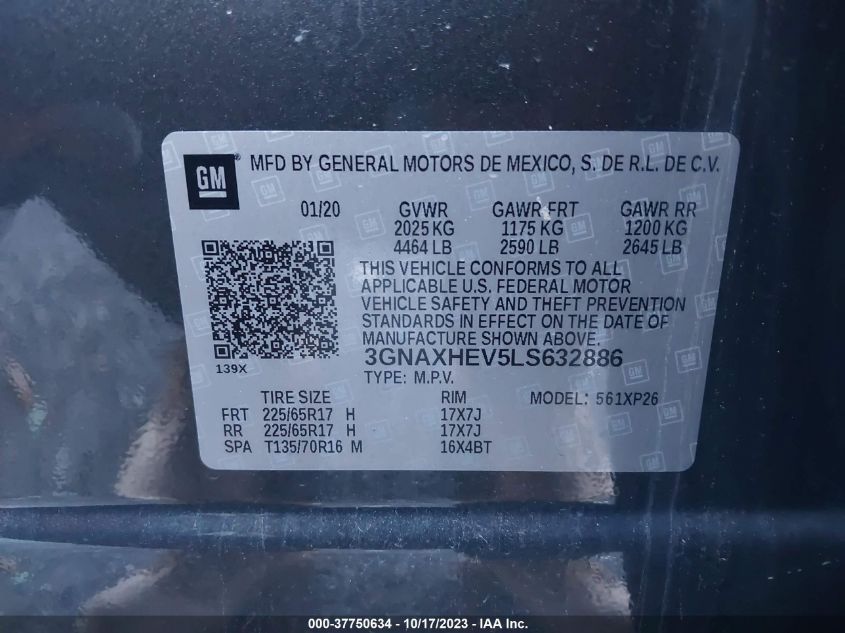 GM MFD BY GENERAL MOTORS DE MEXICO, S. DE R.L. DE C.V.
01/20 GVWR GAWR FRT GAWR RR
2025 KG 1175 KG 1200 KG
4464 LB 2590 LB 2645 LB
THIS VEHICLE CONFORMS TO ALL
APPLICABLE U.S. FEDERAL MOTOR
VEHICLE SAFETY AND THEFT PREVENTION
STANDARDS IN EFFECT ON THE DATE OF
MANUFACTURE SHOWN ABOVE.
139X
3GNAXHEV5LS632886
TYPE: M.P.V.
TIRE SIZE RIM MODEL: 561XP26
FRT 225/65R17 H 17X7J
RR 225/65R17 H 17X7J
SPA T135/70R16 M 16X4BT
000-37750634 - 10/17/2023 - IAAI Inc.